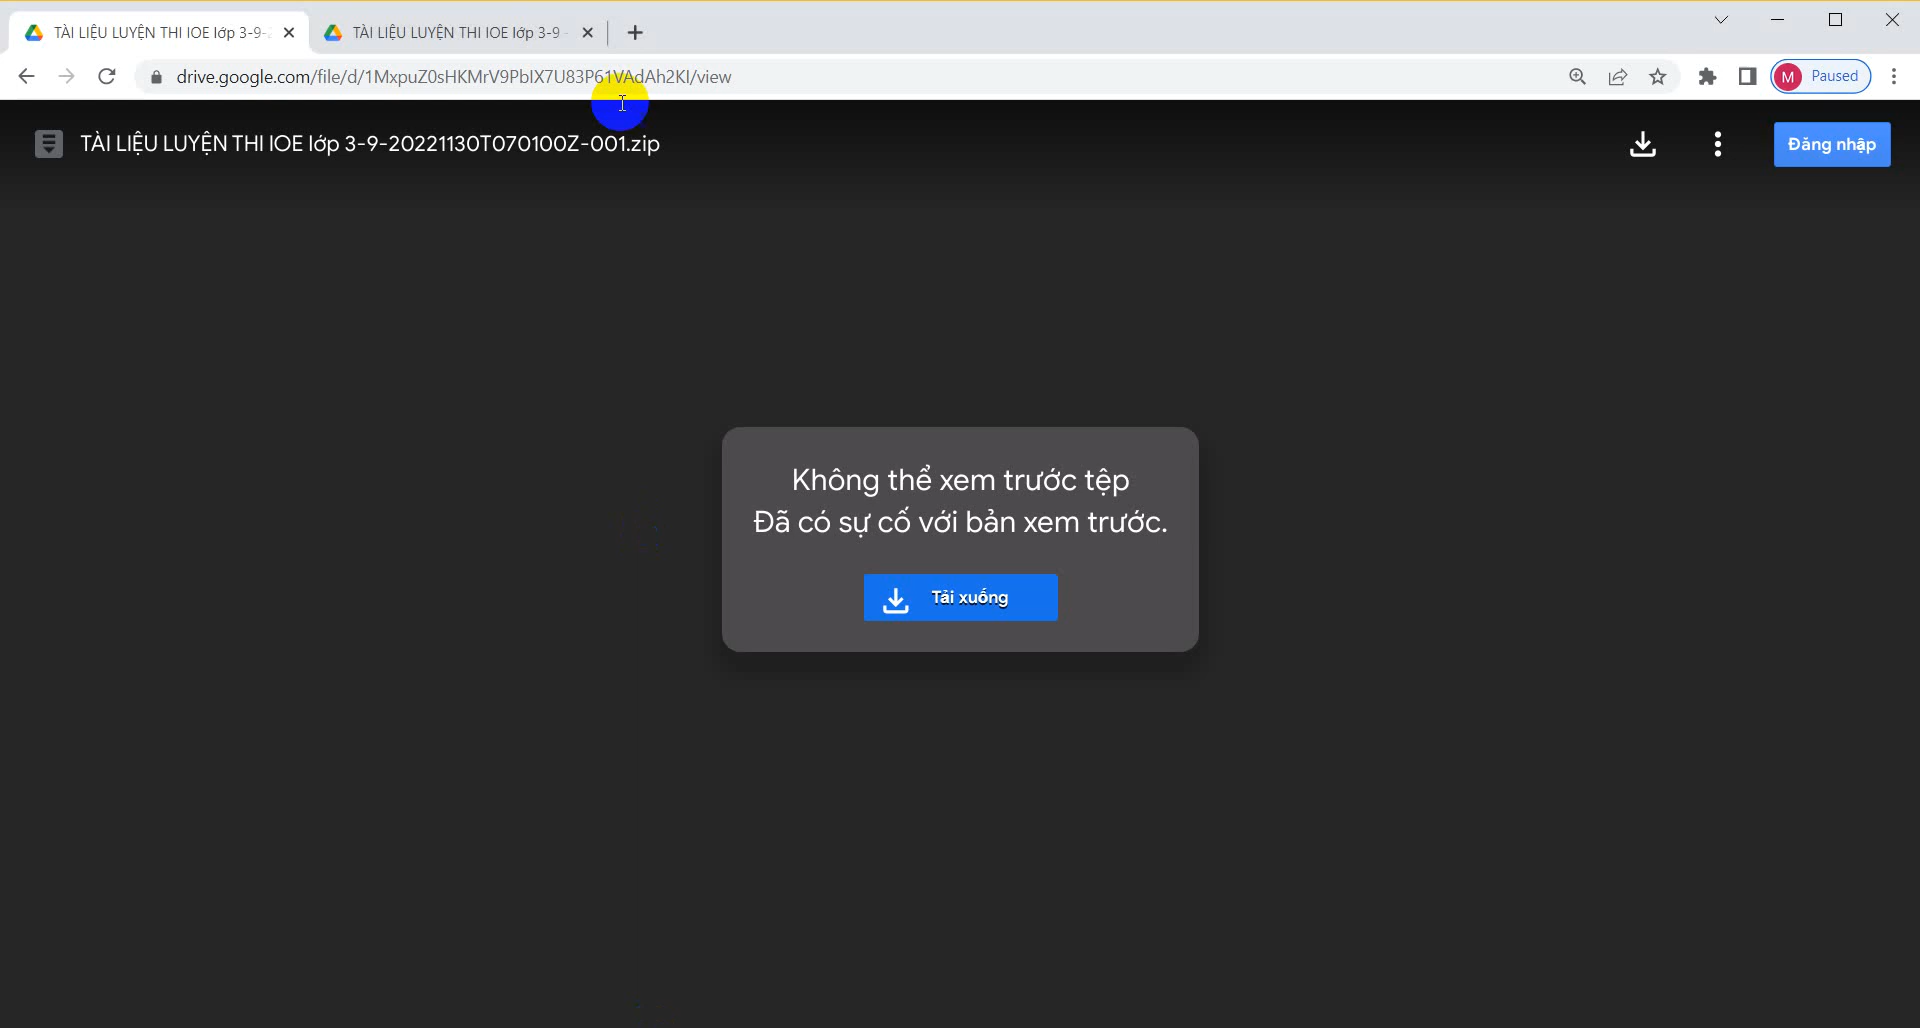 TÀI LIỆU LUYỆN THI IOE lớp 3-9-2
TÀI LIỆU LUYỆN THI IOE lớp 3-9 -
drive.google.com/file/d/1MxpuZ0sHKMrV9PbIX7U83P61VAdAh2KI/view
M Paused
TÀI LIỆU LUYỆN THI IOE lớp 3-9-20221130T070100Z-001.zip
Đăng nhập
Không thể xem trước tệp
Đã có sự cố với bản xem trước.
Tải xuống